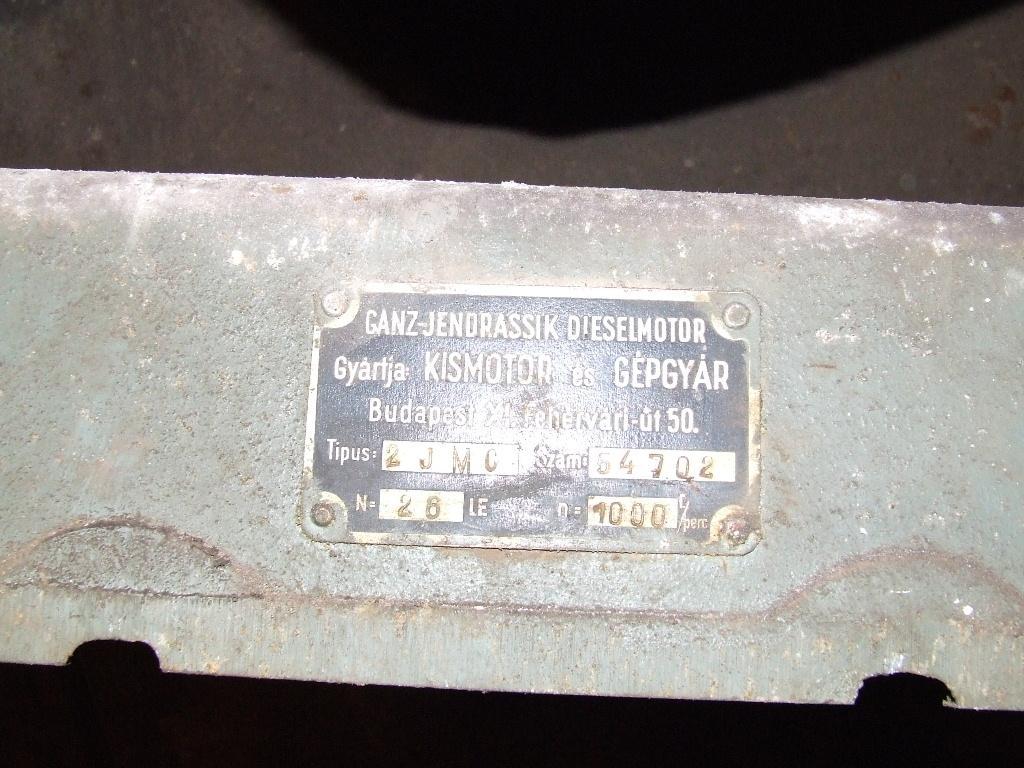 GANZ-JENDRASSIK DIESELMOTOR
Gyártja: KISMOTOR és GÉPGYÁR
Budapest XI. Fehérvári-út 50.
Típus: 2 J M C Szám: 54702
N= 26 LE n= 1000 f/perc